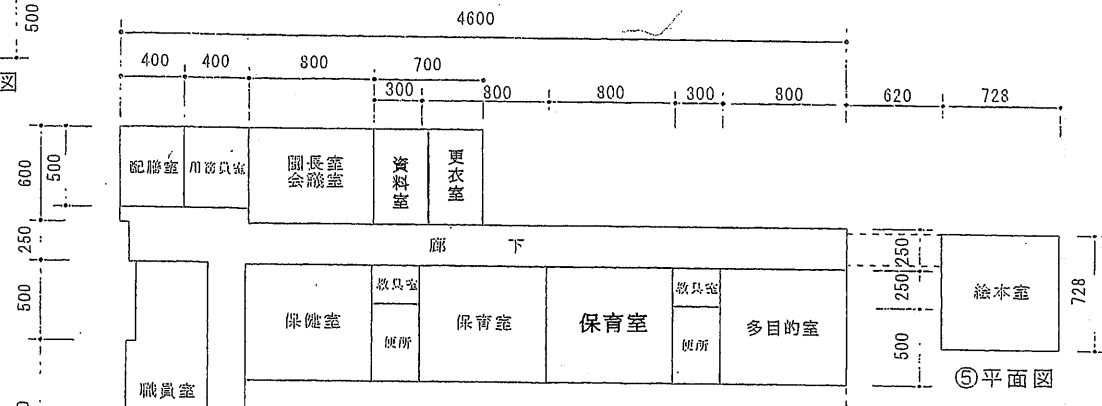 500
4600
400 400 800 700
300 800 800 300 800 620 728
図
600
500
配膳室 用務員室 園長室 資料室 更衣室
会議室
250
廊下
250
728
500
保健室 教具室 保育室 保育室 教具室 多目的室 絵本室
250
便所 便所
500
職員室
⑤平面図